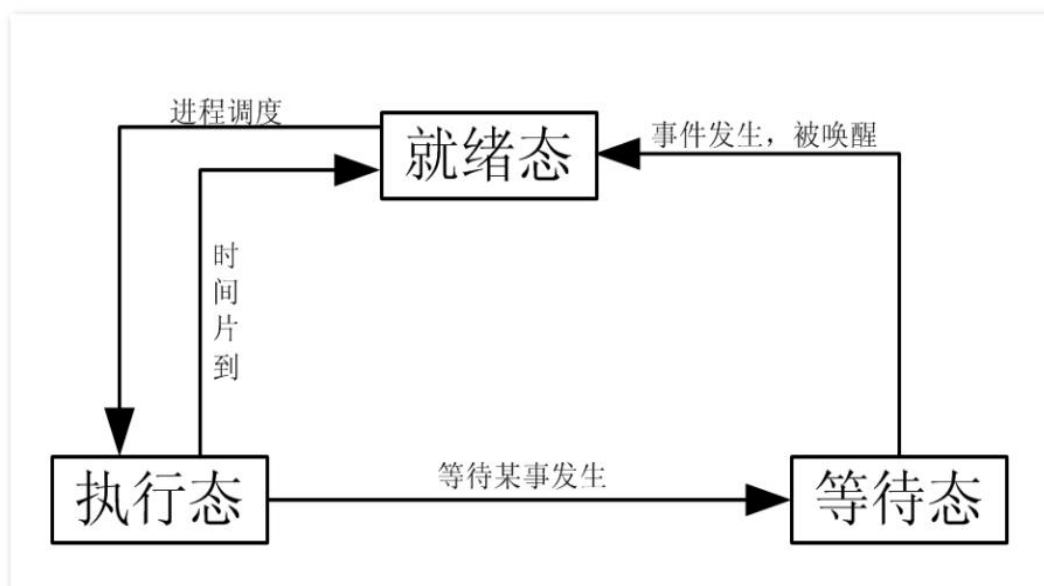 进程调度
就绪态
事件发生，被唤醒
时间片到
执行态
等待某事发生
等待态